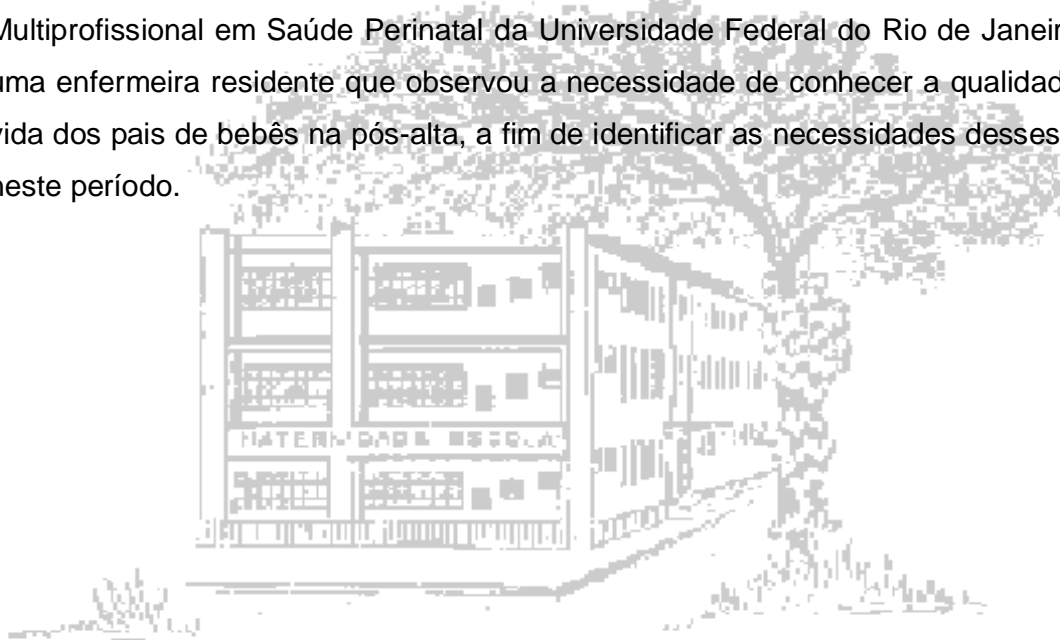 Multiprofissional em Saúde Perinatal da Universidade Federal do Rio de Janeir
uma enfermeira residente que observou a necessidade de conhecer a qualidad
vida dos pais de bebês na pós-alta, a fim de identificar as necessidades desses
neste período.
MATERNIDADE ESCOLA